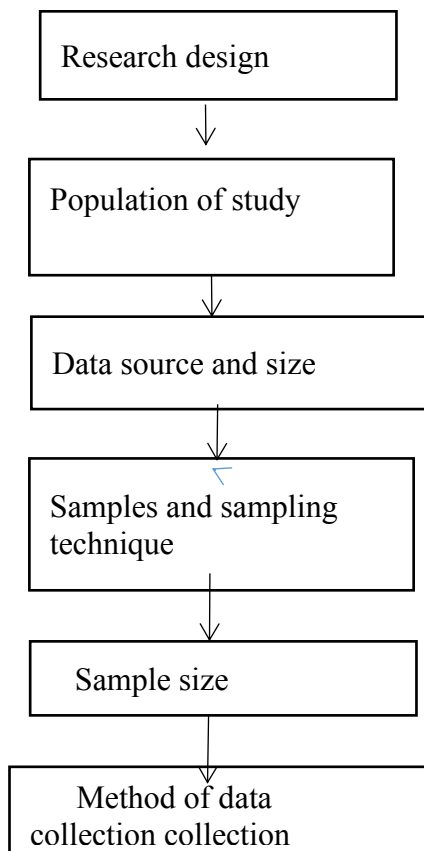 Research design
Population of study
Data source and size
Samples and sampling
technique
Sample size
Method of data
collection collection